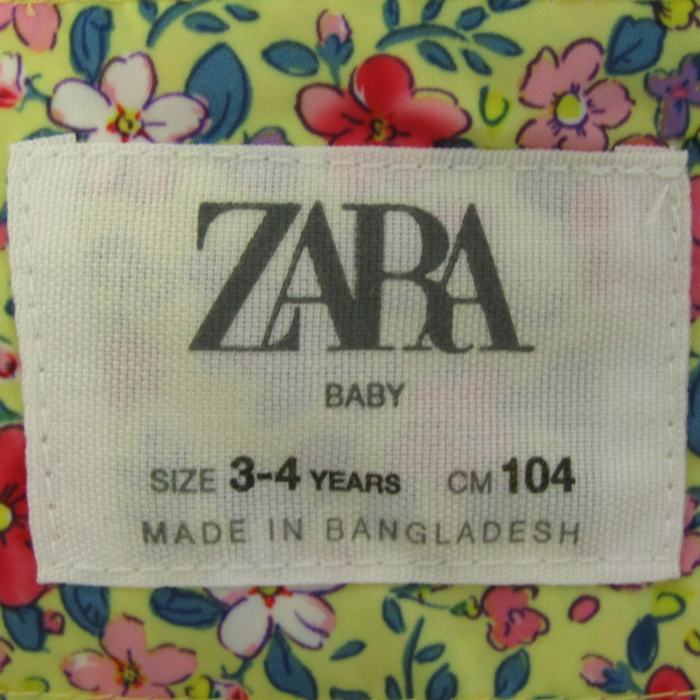 ZARA
BABY
SIZE 3-4 YEARS CM 104
MADE IN BANGLADESH